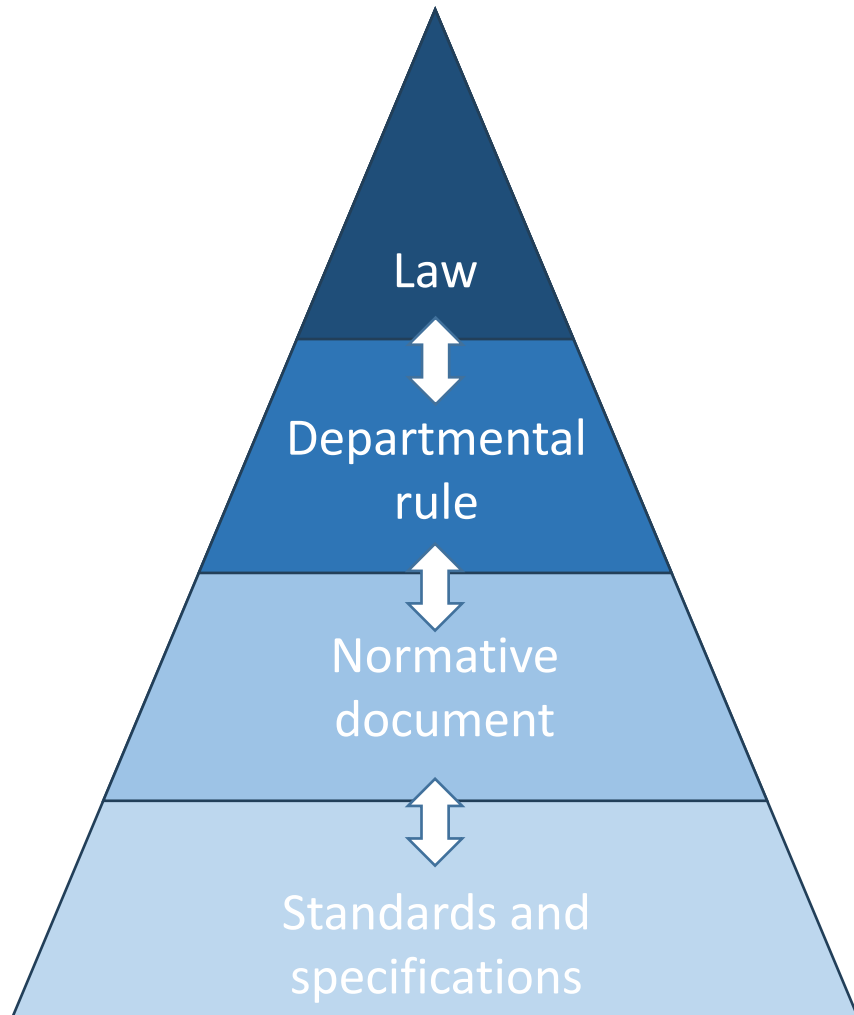 Law
Departmental
rule
Normative
document
Standards and
specifications